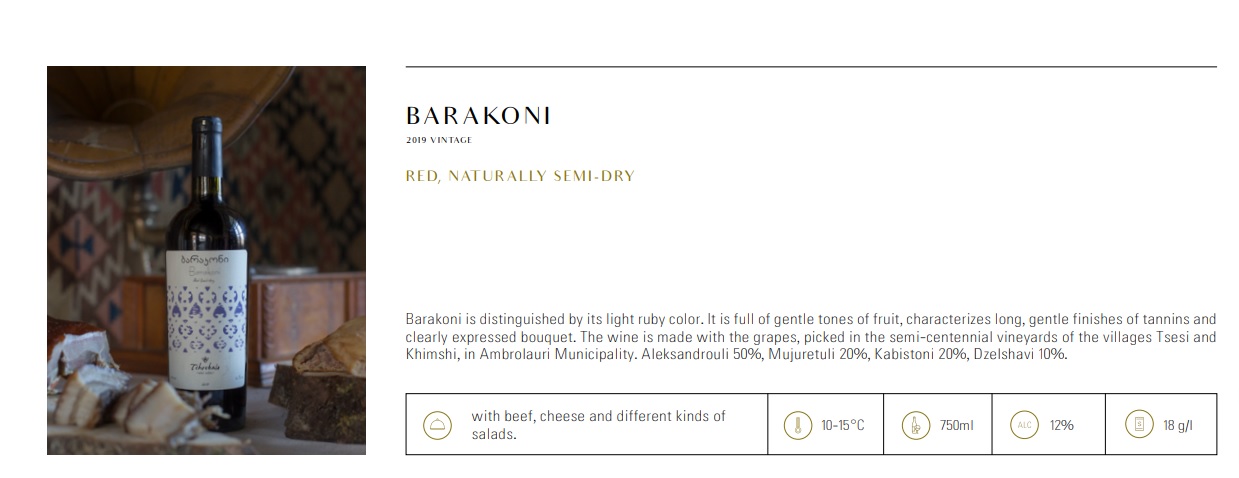 BARAKONI
2019 VINTAGE
RED, NATURALLY SEMI-DRY
ბარაკონი
Barakoni
Barakoni is distinguished by its light ruby color. It is full of gentle tones of fruit, characterizes long, gentle finishes of tannins and
clearly expressed bouquet. The wine is made with the grapes, picked in the semi-centennial vineyards of the villages Tsesi and
Khimshi, in Ambrolauri Municipality. Aleksandrouli 50%, Mujuretuli 20%, Kabistoni 20%, Dzelshavi 10%.
with beef, cheese and different kinds of
salads.
10-15°C
750ml
ALC
12%
S
18 g/l